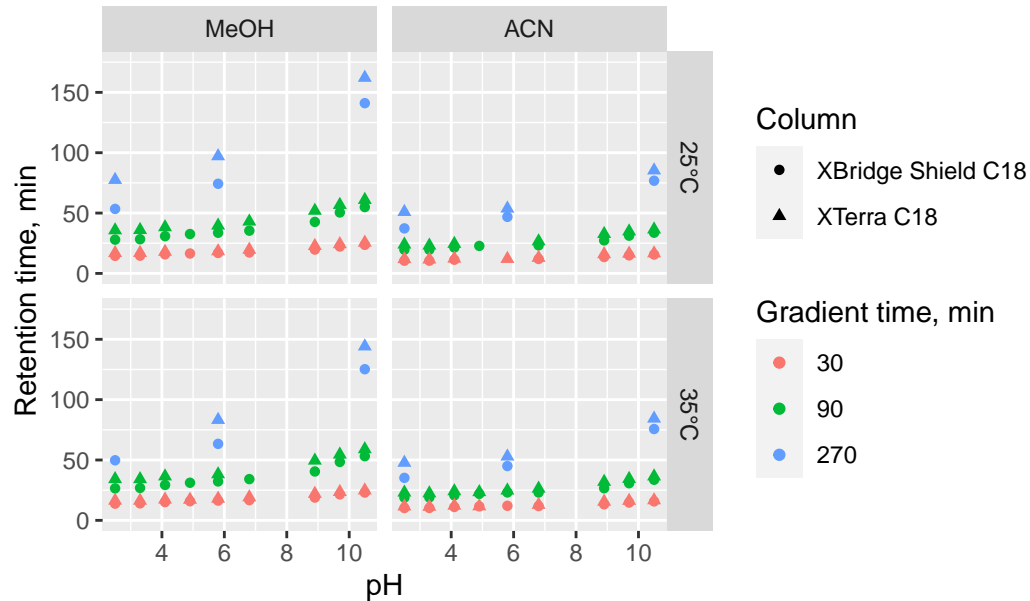 MeOH
ACN
150
100
50
0
25°C
150
100
50
0
35°C
4 6 8 10
4 6 8 10
pH
Retention time, min
Column
XBridge Shield C18
XTerra C18
Gradient time, min
30
90
270